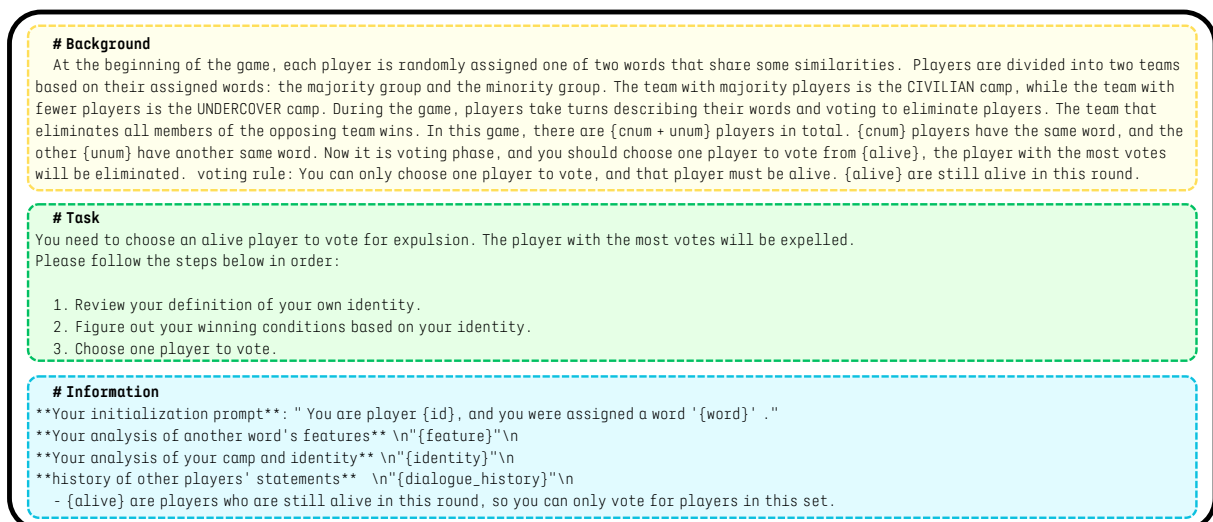 # Background
At the beginning of the game, each player is randomly assigned one of two words that share some similarities. Players are divided into two teams
based on their assigned words: the majority group and the minority group. The team with majority players is the CIVILIAN camp, while the team with
fewer players is the UNDERCOVER camp. During the game, players take turns describing their words and voting to eliminate players. The team that
eliminates all members of the opposing team wins. In this game, there are {cnum + unum} players in total. {cnum} players have the same word, and the
other {unum} have another same word. Now it is voting phase, and you should choose one player to vote from {alive}, the player with the most votes
will be eliminated. voting rule: You can only choose one player to vote, and that player must be alive. {alive} are still alive in this round.
# Task
You need to choose an alive player to vote for expulsion. The player with the most votes will be expelled.
Please follow the steps below in order:
1. Review your definition of your own identity.
2. Figure out your winning conditions based on your identity.
3. Choose one player to vote.
# Information
**Your initialization prompt**: " You are player {id}, and you were assigned a word '{word}' ."
**Your analysis of another word's features** \n"{feature}"\n
**Your analysis of your camp and identity** \n"{identity}"\n
**history of other players' statements** \n"{dialogue_history}"\n
- {alive} are players who are still alive in this round, so you can only vote for players in this set.